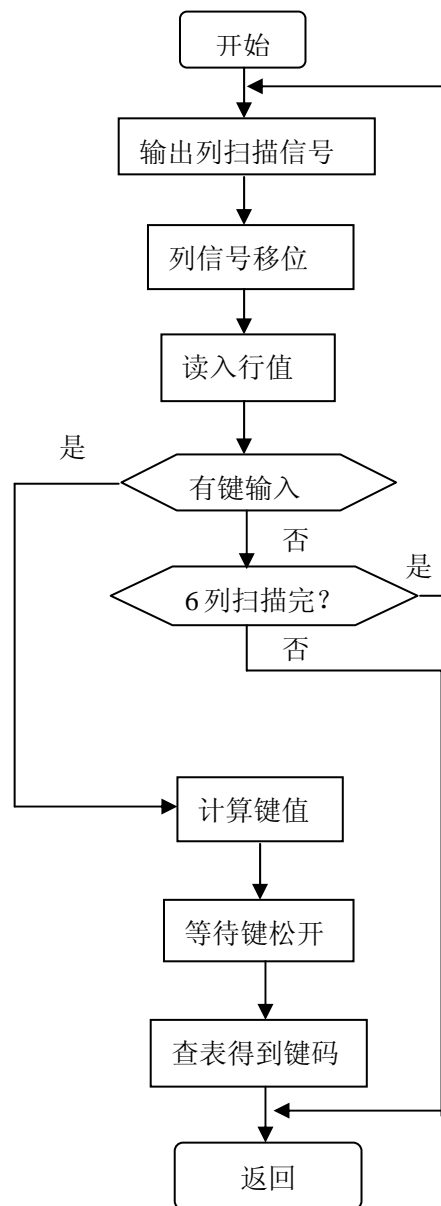 开始
输出列扫描信号
列信号移位
读入行值
是
有键输入
否
是
6列扫描完？
否
计算键值
等待键松开
查表得到键码
返回